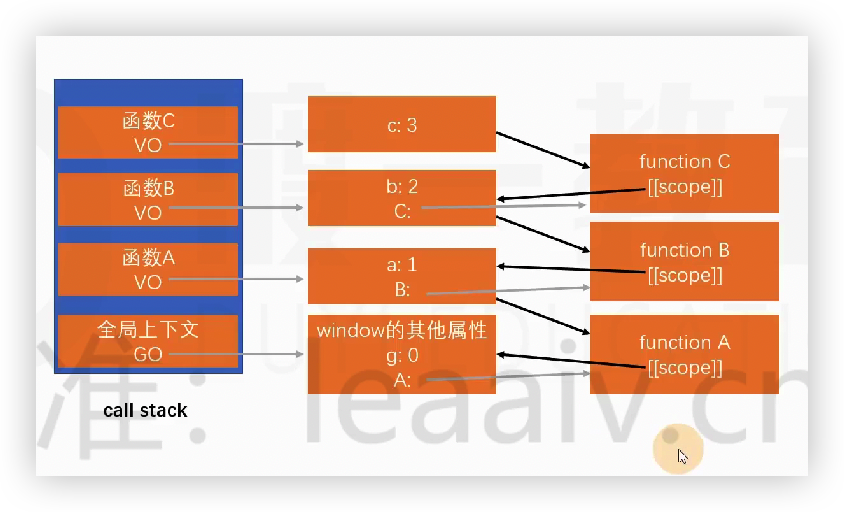 函数C
VO
函数B
VO
函数A
VO
全局上下文
GO
call stack
c: 3
b: 2
C:
a: 1
B:
window的其他属性
g: 0
A:
function C
[[scope]]
function B
[[scope]]
function A
[[scope]]
准：leaaiv.cn